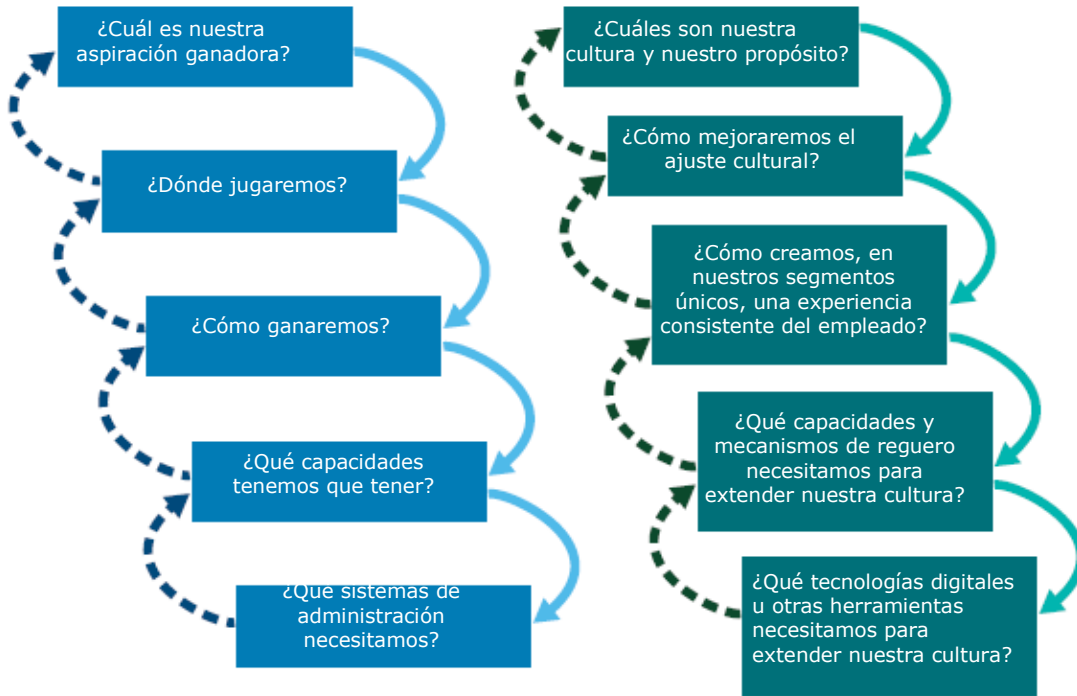 ¿Cuál es nuestra
aspiración ganadora?
¿Dónde jugaremos?
¿Cómo ganaremos?
¿Qué capacidades
tenemos que tener?
¿Qué sistemas de
administración
necesitamos?
¿Cuáles son nuestra
cultura y nuestro propósito?
¿Cómo mejoraremos el
ajuste cultural?
¿Cómo creamos, en
nuestros segmentos
únicos, una experiencia
consistente del empleado?
¿Qué capacidades y
mecanismos de reguero
necesitamos para
extender nuestra cultura?
¿Qué tecnologías digitales
u otras herramientas
necesitamos para
extender nuestra cultura?